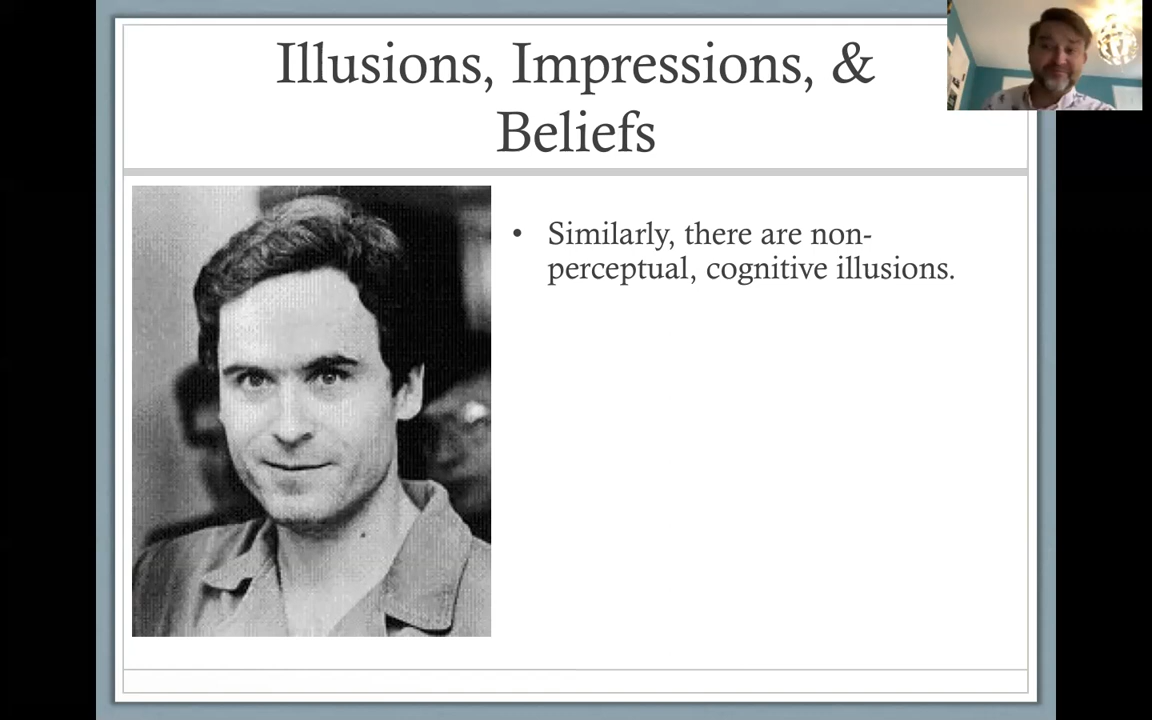 Illusions, Impressions, &
Beliefs
• Similarly, there are non-
perceptual, cognitive illusions.